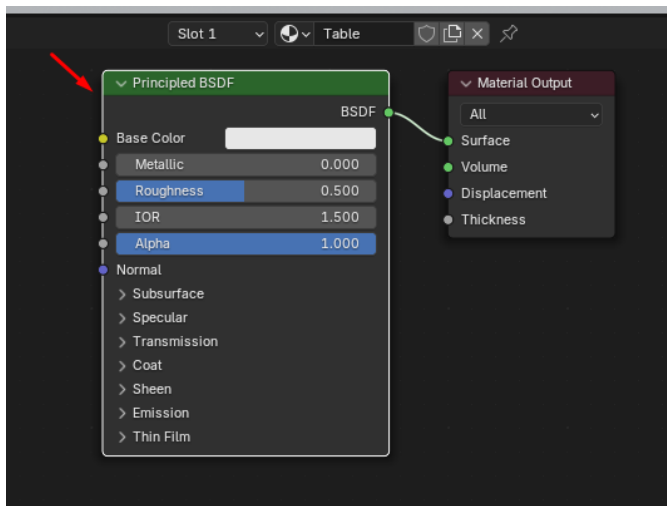 Slot 1
Table
Principled BSDF
BSDF
Base Color
Metallic 0.000
Roughness 0.500
IOR 1.500
Alpha 1.000
Normal
Subsurface
Specular
Transmission
Coat
Sheen
Emission
Thin Film
Material Output
All
Surface
Volume
Displacement
Thickness